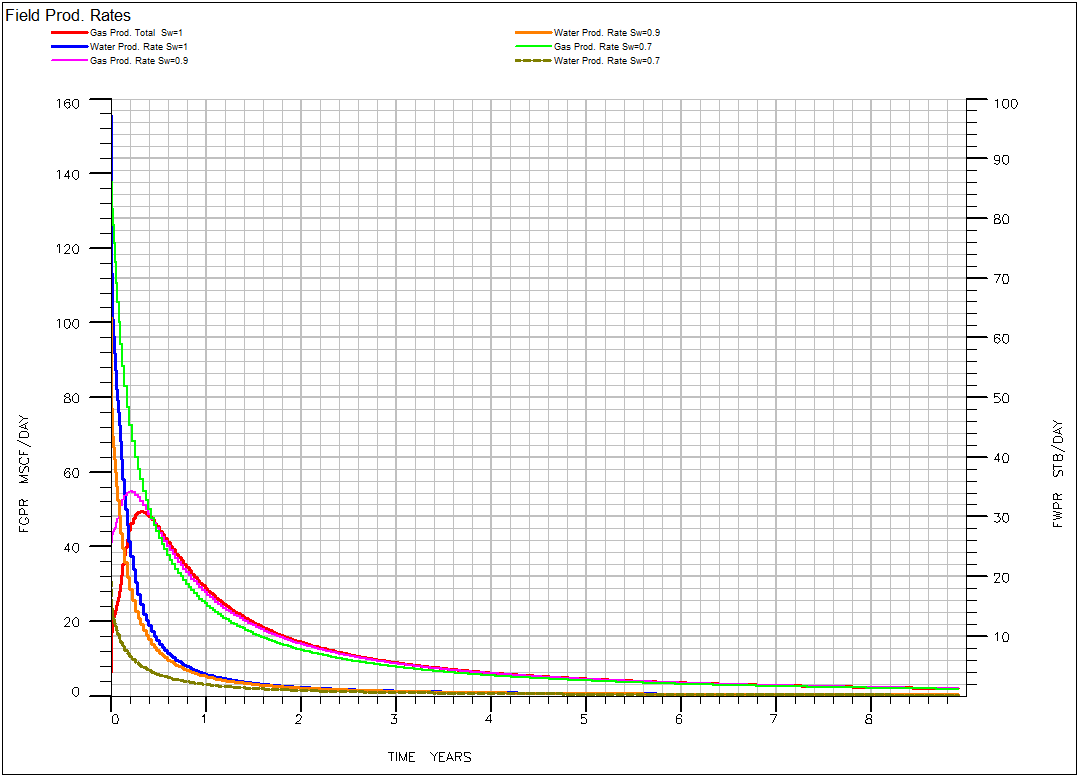 Field Prod. Rates
Gas Prod. Total Sw=1
Water Prod. Rate Sw=0.9
Water Prod. Rate Sw=1
Gas Prod. Rate Sw=0.7
Gas Prod. Rate Sw=0.9
Water Prod. Rate Sw=0.7
160
100
90
140
80
120
70
100
60
80
50
60
40
FGPR MSCF/DAY
FWPR STB/DAY
30
40
20
20
10
0
0 1 2 3 4 5 6 7 8
TIME YEARS